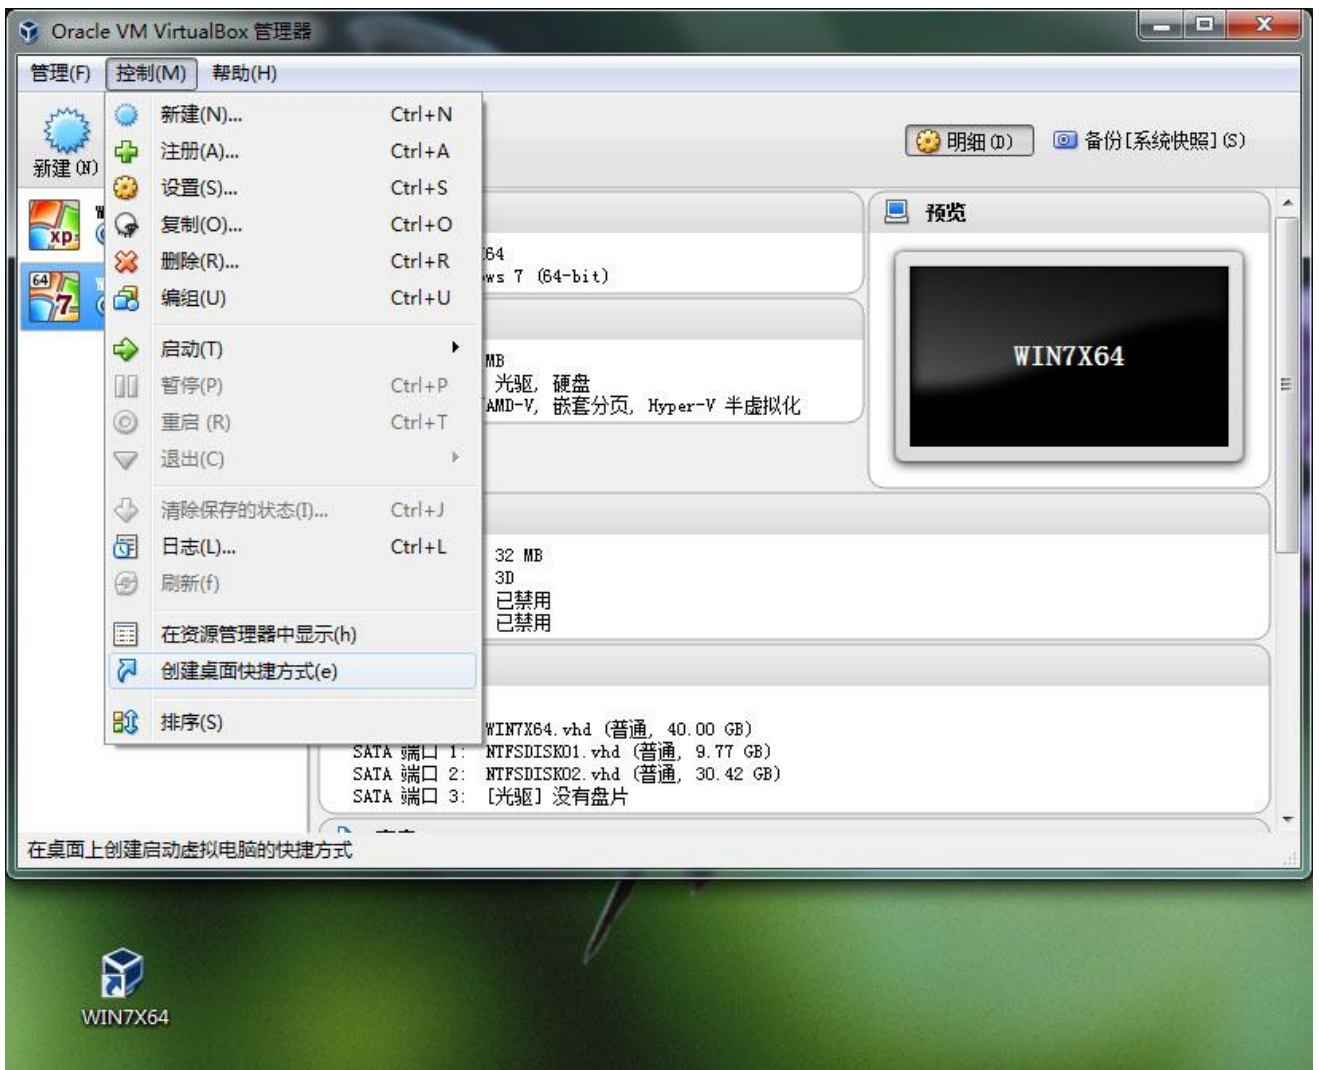 Oracle VM VirtualBox 管理器
管理(F) 控制(M) 帮助(H)
新建(N)
明细(D) 备份[系统快照](S)
新建(N)... Ctrl+N
注册(A)... Ctrl+A
设置(S)... Ctrl+S
复制(O)... Ctrl+O
删除(R)... Ctrl+R
编组(U) Ctrl+U
启动(T)
暂停(P) Ctrl+P
重启 (R) Ctrl+T
退出(C)
清除保存的状态(I)... Ctrl+J
日志(L)... Ctrl+L
刷新(f)
在资源管理器中显示(h)
创建桌面快捷方式(e)
排序(S)
xp
64
7
64
ws 7 (64-bit)
MB
光驱, 硬盘
AMD-V, 嵌套分页, Hyper-V 半虚拟化
预览
WIN7X64
32 MB
3D
已禁用
已禁用
WIN7X64.vhd (普通, 40.00 GB)
SATA 端口 1: NTFSDISK01.vhd (普通, 9.77 GB)
SATA 端口 2: NTFSDISK02.vhd (普通, 30.42 GB)
SATA 端口 3: [光驱] 没有盘片
在桌面上创建启动虚拟电脑的快捷方式
WIN7X64